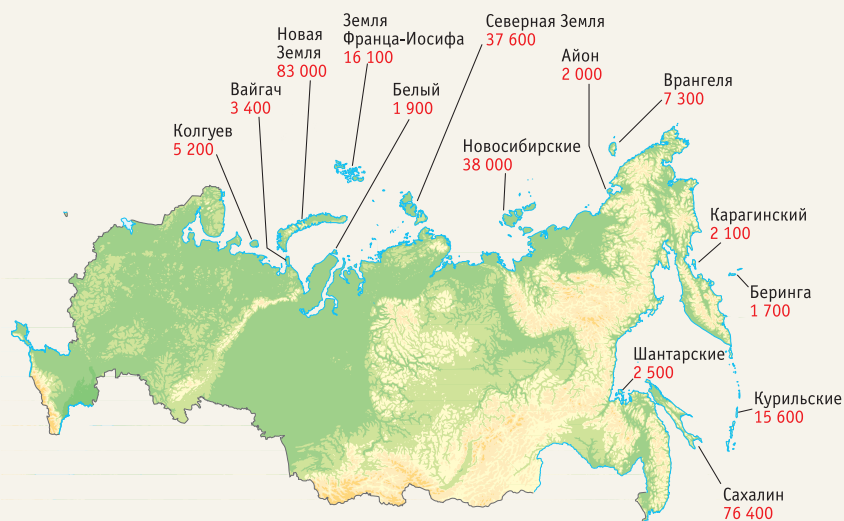 Земля
Франца-Иосифа
16 100
Северная Земля
37 600
Новая
Земля
83 000
Айон
2 000
Врангеля
7 300
Вайгач
3 400
Белый
1 900
Колгуев
5 200
Новосибирские
38 000
Карагинский
2 100
Беринга
1 700
Шантарские
2 500
Курильские
15 600
Сахалин
76 400